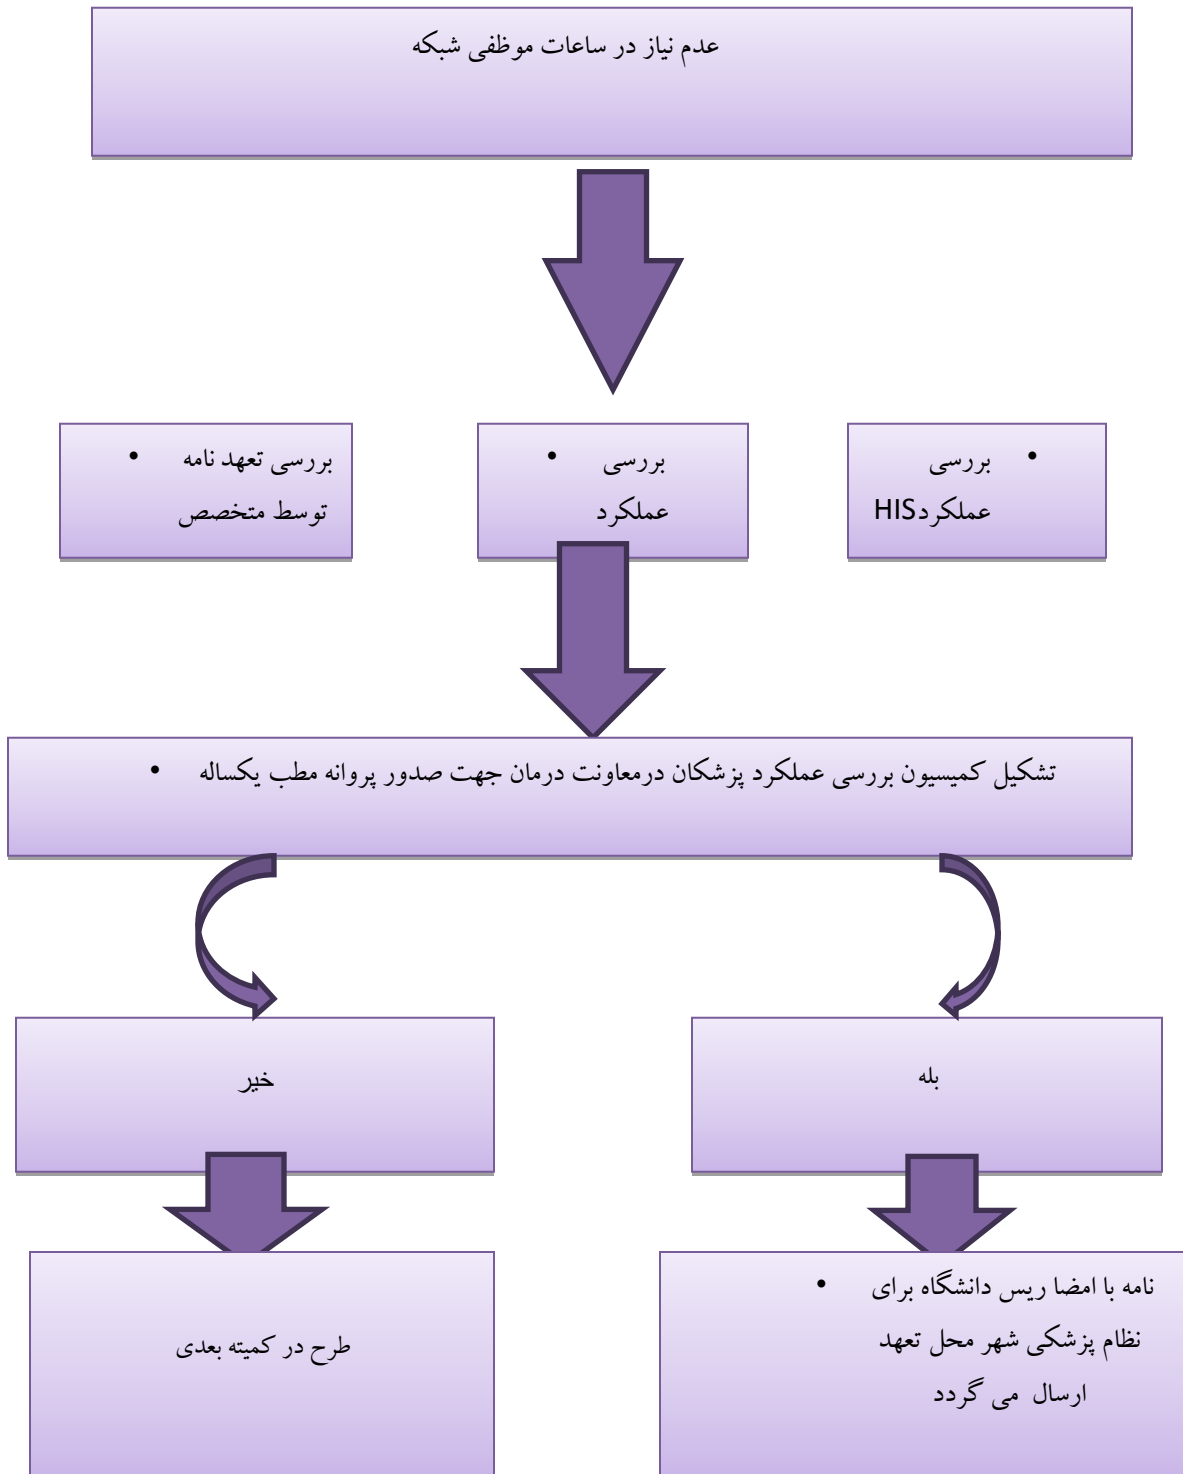 عدم نیاز در ساعات موظفی شبکه
• بررسی
عملکردHIS
• بررسی
عملکرد
• بررسی تعهد نامه
توسط متخصص
• تشکیل کمیسیون بررسی عملکرد پزشکان درمعاونت درمان جهت صدور پروانه مطب یکساله
بله
خیر
• نامه با امضا ریس دانشگاه برای
نظام پزشکی شهر محل تعهد
ارسال می گردد
طرح در کمیته بعدی